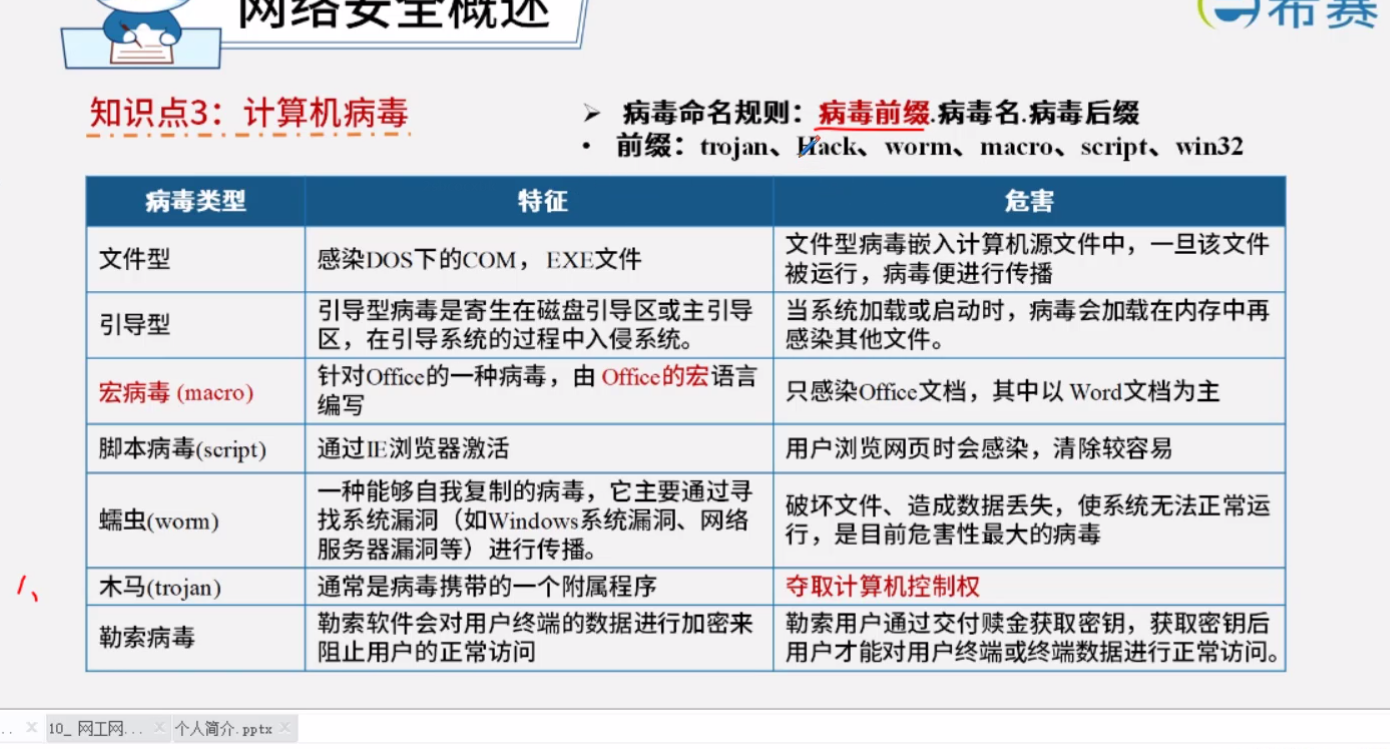 网络安全概述
希赛
知识点3：计算机病毒
➢ 病毒命名规则：病毒前缀.病毒名.病毒后缀
• 前缀：trojan、Hack、worm、macro、script、win32
病毒类型 特征 危害
文件型 感染DOS下的COM， EXE文件 文件型病毒嵌入计算机源文件中，一旦该文件
被运行，病毒便进行传播
引导型 引导型病毒是寄生在磁盘引导区或主引导
区，在引导系统的过程中入侵系统。
当系统加载或启动时，病毒会加载在内存中再
感染其他文件。
宏病毒 (macro)
针对Office的一种病毒，由 Office的宏语言
编写
只感染Office文档，其中以 Word文档为主
脚本病毒(script) 通过IE浏览器激活 用户浏览网页时会感染，清除较容易
蠕虫(worm)
一种能够自我复制的病毒，它主要通过寻
找系统漏洞（如Windows系统漏洞、网络
服务器漏洞等）进行传播。
破坏文件、造成数据丢失，使系统无法正常运
行，是目前危害性最大的病毒
木马(trojan) 通常是病毒携带的一个附属程序 夺取计算机控制权
勒索病毒
勒索软件会对用户终端的数据进行加密来
阻止用户的正常访问
勒索用户通过交付赎金获取密钥，获取密钥后
用户才能对用户终端或终端数据进行正常访问。
10_ 网工网... 个人简介.pptx